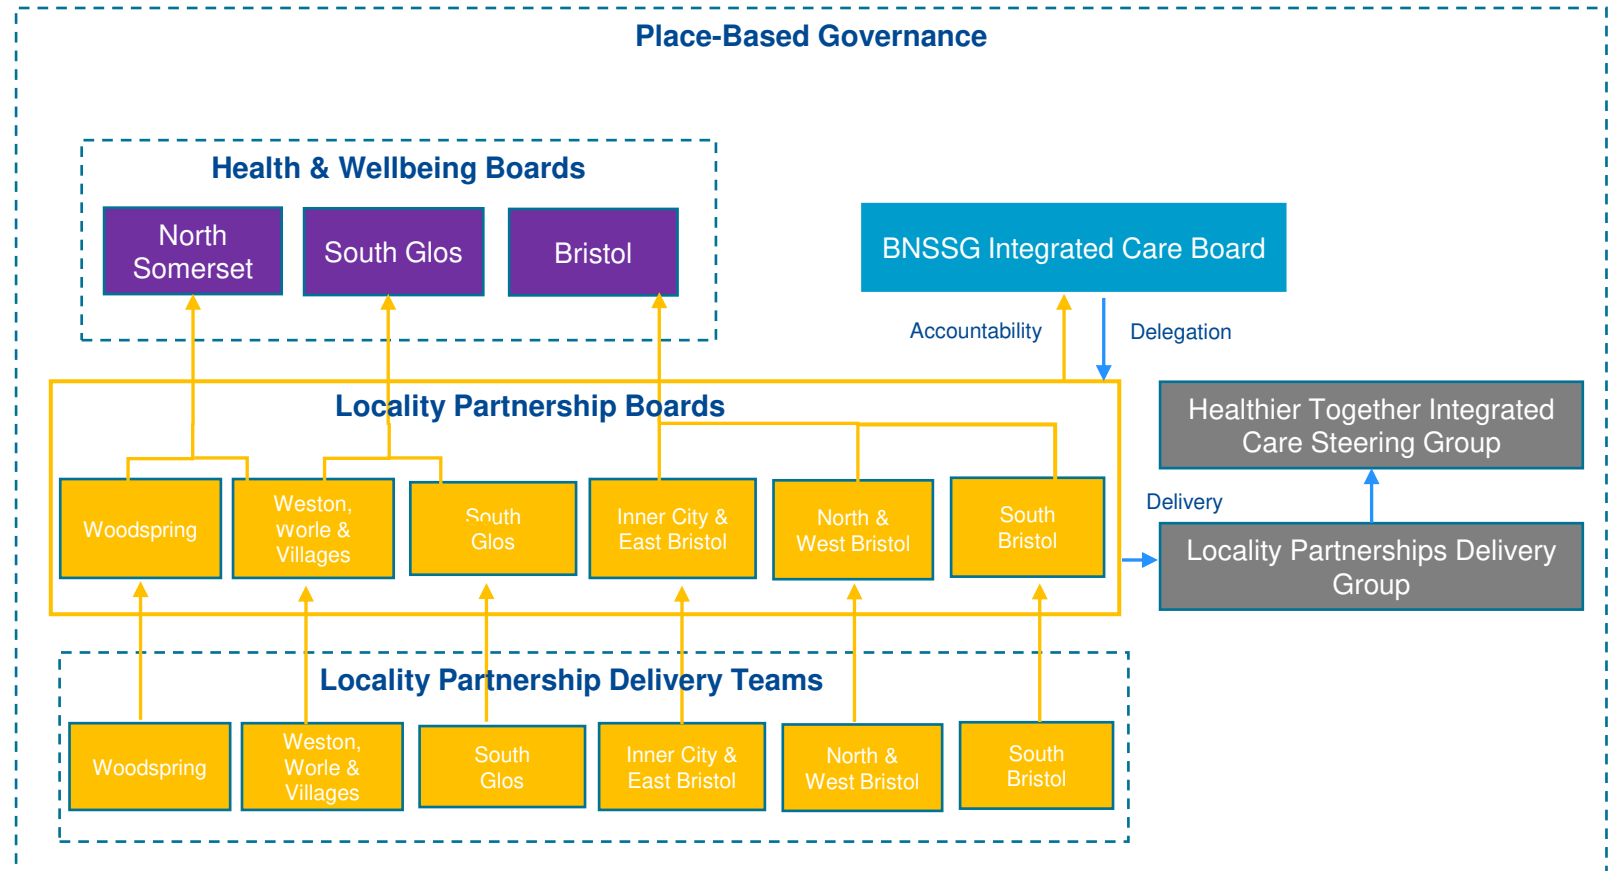 Place-Based Governance
Health & Wellbeing Boards
North
Somerset
South Glos
Bristol
BNSSG Integrated Care Board
Accountability
Delegation
Locality Partnership Boards
Healthier Together Integrated
Care Steering Group
Woodspring
Weston,
Worle &
Villages
South
Glos
Inner City &
East Bristol
North &
West Bristol
South
Bristol
Delivery
Locality Partnerships Delivery
Group
Locality Partnership Delivery Teams
Woodspring
Weston,
Worle &
Villages
South
Glos
Inner City &
East Bristol
North &
West Bristol
South
Bristol